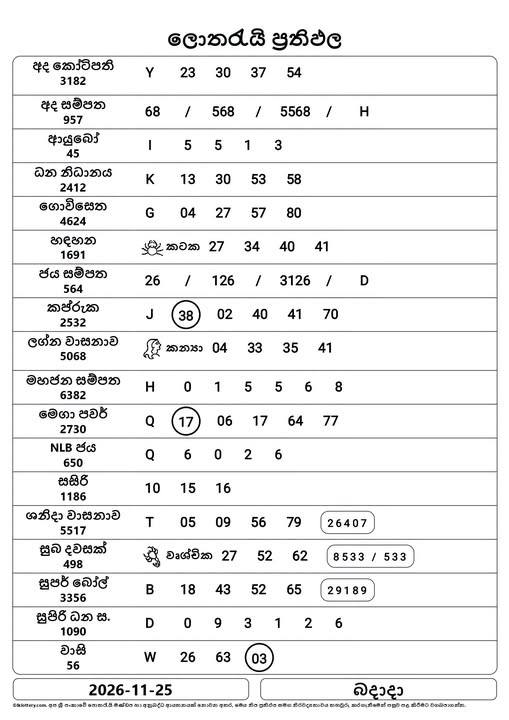 ලොතරැයි ප්‍රතිඵල
අද කෝටිපති
3182
Y 23 30 37 54
අද සම්පත
957
68 / 568 / 5568 / H
ආයුබෝ
45
I 5 5 1 3
ධන නිධානය
2412
K 13 30 53 58
ගොවිසෙත
4624
G 04 27 57 80
හඳහන
1691
කටක 27 34 40 41
ජය සම්පත
564
26 / 126 / 3126 / D
කප්රුක
2532
J 38 02 40 41 70
ලග්න වාසනාව
5068
කන්‍යා 04 33 35 41
මහජන සම්පත
6382
H 0 1 5 5 6 8
මෙගා පවර්
2730
Q 17 06 17 64 77
NLB ජය
650
Q 6 0 2 6
සසිරි
1186
10 15 16
ශනිදා වාසනාව
5517
T 05 09 56 79 26407
සුබ දවසක්
498
වෘශ්චික 27 52 62 8533 / 533
සුපර් බෝල්
3356
B 18 43 52 65 29189
සුපිරි ධන ස.
1090
D 0 9 3 1 2 6
වාසි
56
W 26 63 03
2026-11-25 බදාදා